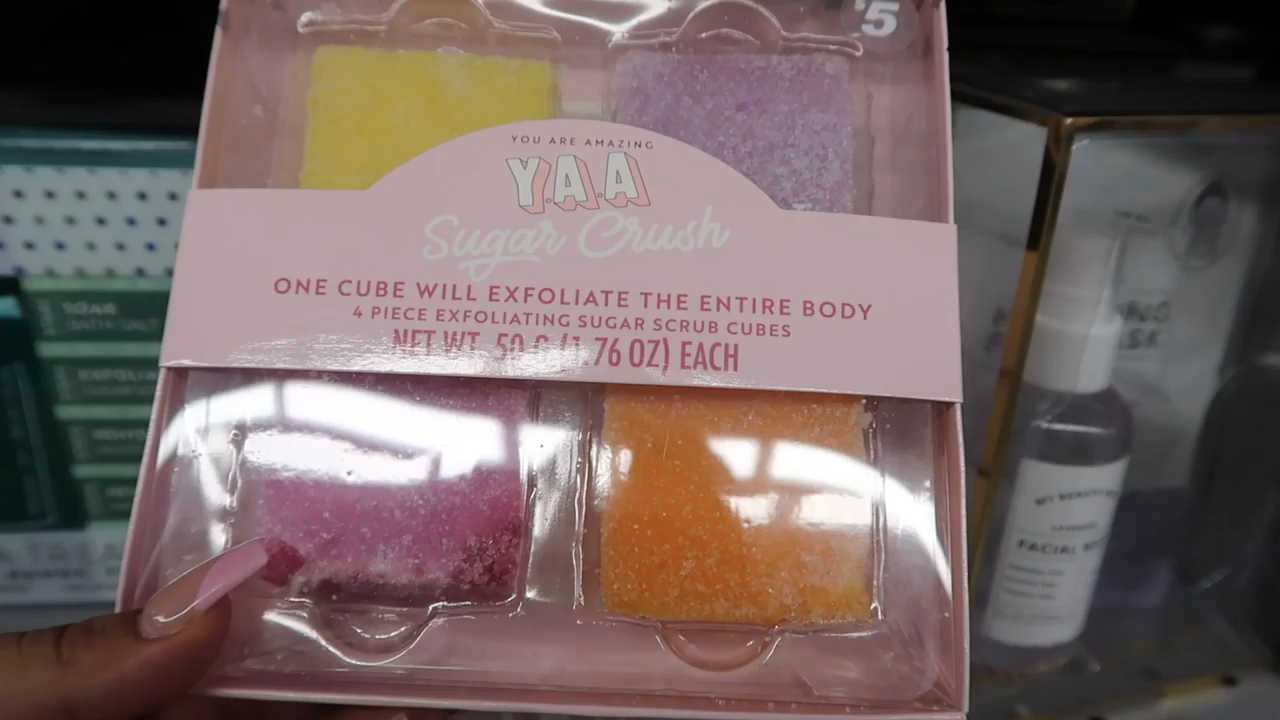 $5
YOU ARE AMAZING
Y.A.A
Sugar Crush
ONE CUBE WILL EXFOLIATE THE ENTIRE BODY
4 PIECE EXFOLIATING SUGAR SCRUB CUBES
NET WT. 50 G (1.76 OZ) EACH
SOAK
FACIAL